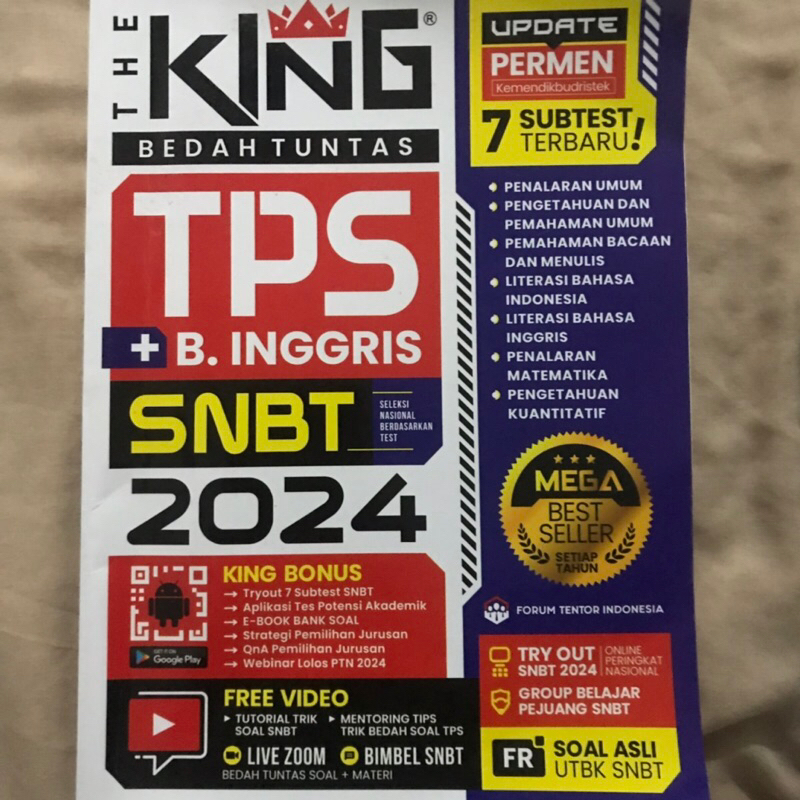 THE KING®
BEDAH TUNTAS
TPS
+ B. INGGRIS
SNBT
SELEKSI
NASIONAL
BERDASARKAN
TEST
2024
KING BONUS
→ Tryout 7 Subtest SNBT
→ Aplikasi Tes Potensi Akademik
→ E-BOOK BANK SOAL
→ Strategi Pemilihan Jurusan
→ QnA Pemilihan Jurusan
→ Webinar Lolos PTN 2024
GET IT ON
Google Play
FREE VIDEO
TUTORIAL TRIK
SOAL SNBT
MENTORING TIPS
TRIK BEDAH SOAL TPS
LIVE ZOOM
BIMBEL SNBT
BEDAH TUNTAS SOAL + MATERI
UPDATE
PERMEN
Kemendikbudristek
7 SUBTEST
TERBARU!
PENALARAN UMUM
PENGETAHUAN DAN
PEMAHAMAN UMUM
PEMAHAMAN BACAAN
DAN MENULIS
LITERASI BAHASA
INDONESIA
LITERASI BAHASA
INGGRIS
PENALARAN
MATEMATIKA
PENGETAHUAN
KUANTITATIF
MEGA
BEST
SELLER
SETIAP
TAHUN
FORUM TENTOR INDONESIA
TRY OUT
SNBT 2024
ONLINE
PERINGKAT
NASIONAL
GROUP BELAJAR
PEJUANG SNBT
FR
SOAL ASLI
UTBK SNBT